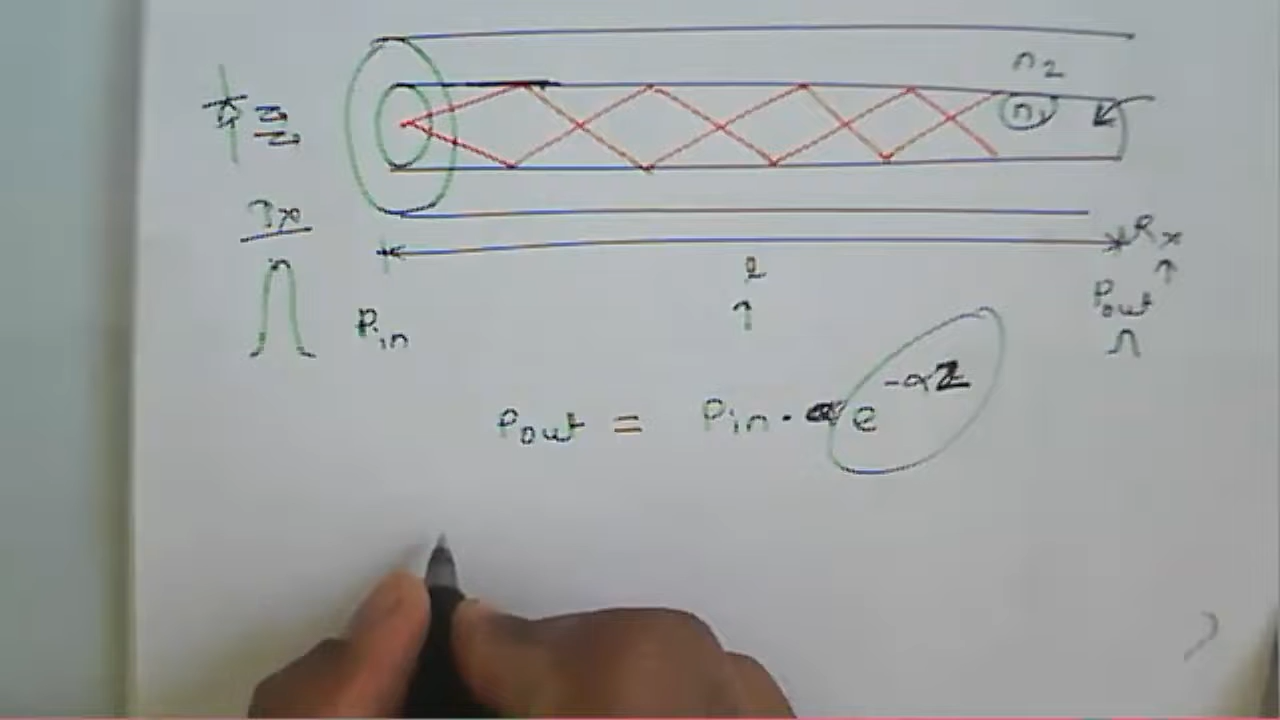 n₂
n₁
Tx
Rx
l
Pin
Pout
Pout = Pin · e^-αz